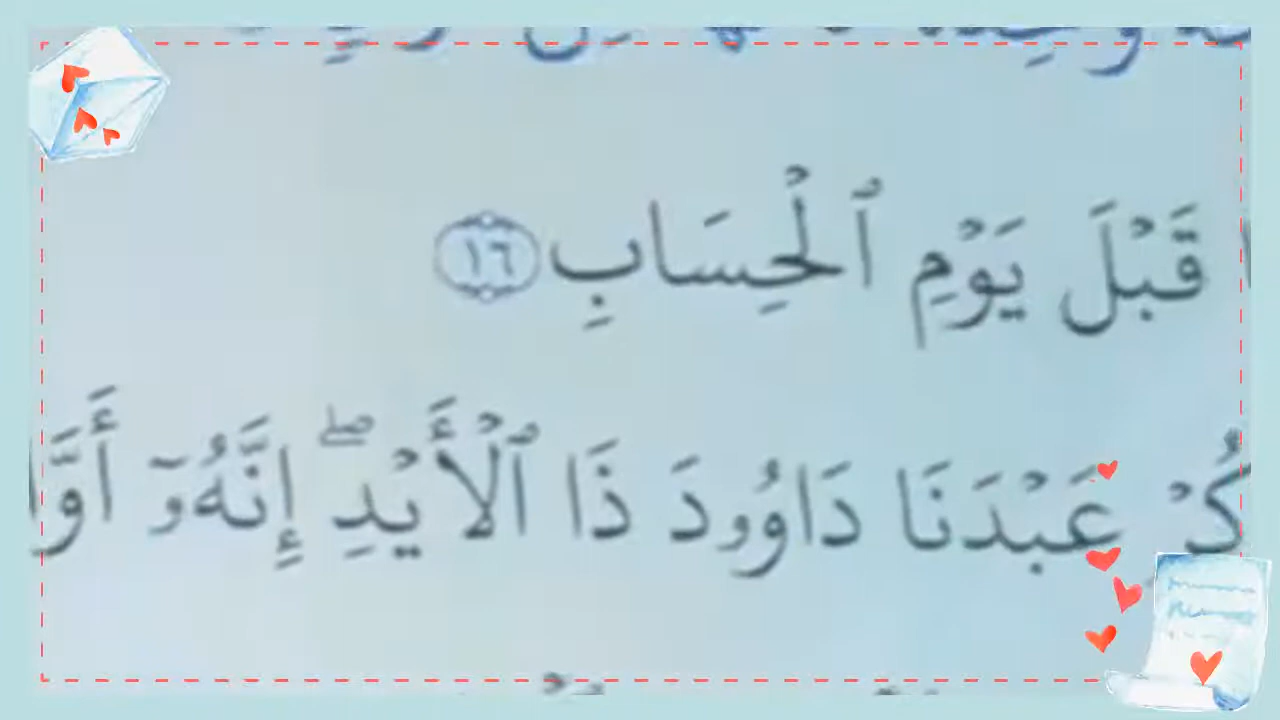 قَبْلَ يَوْمِ ٱلْحِسَابِ ١٦
كُرْ عَبْدَنَا دَاوُۥدَ ذَا ٱلْأَيْدِ ۖ إِنَّهُۥٓ أَوَّا